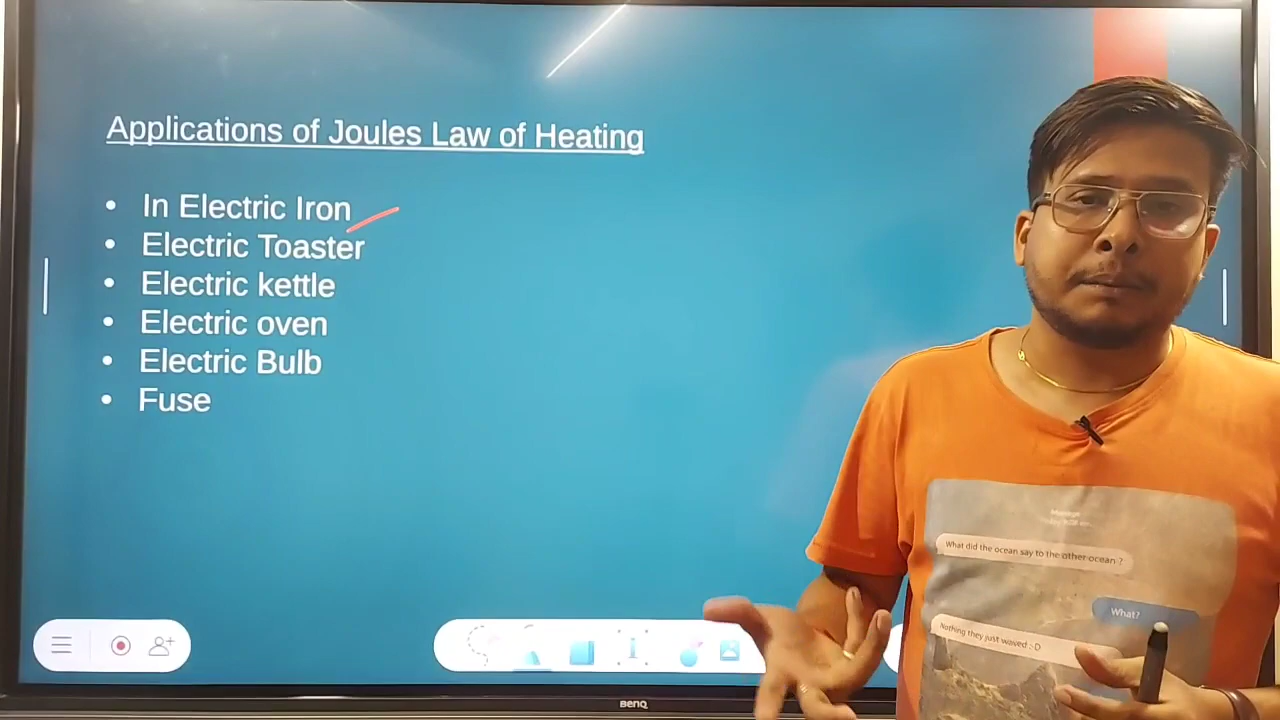 Applications of Joules Law of Heating
• In Electric Iron
• Electric Toaster
• Electric kettle
• Electric oven
• Electric Bulb
• Fuse
What did the ocean say to the other ocean ?
What?
Nothing they just waved :-D
BenQ